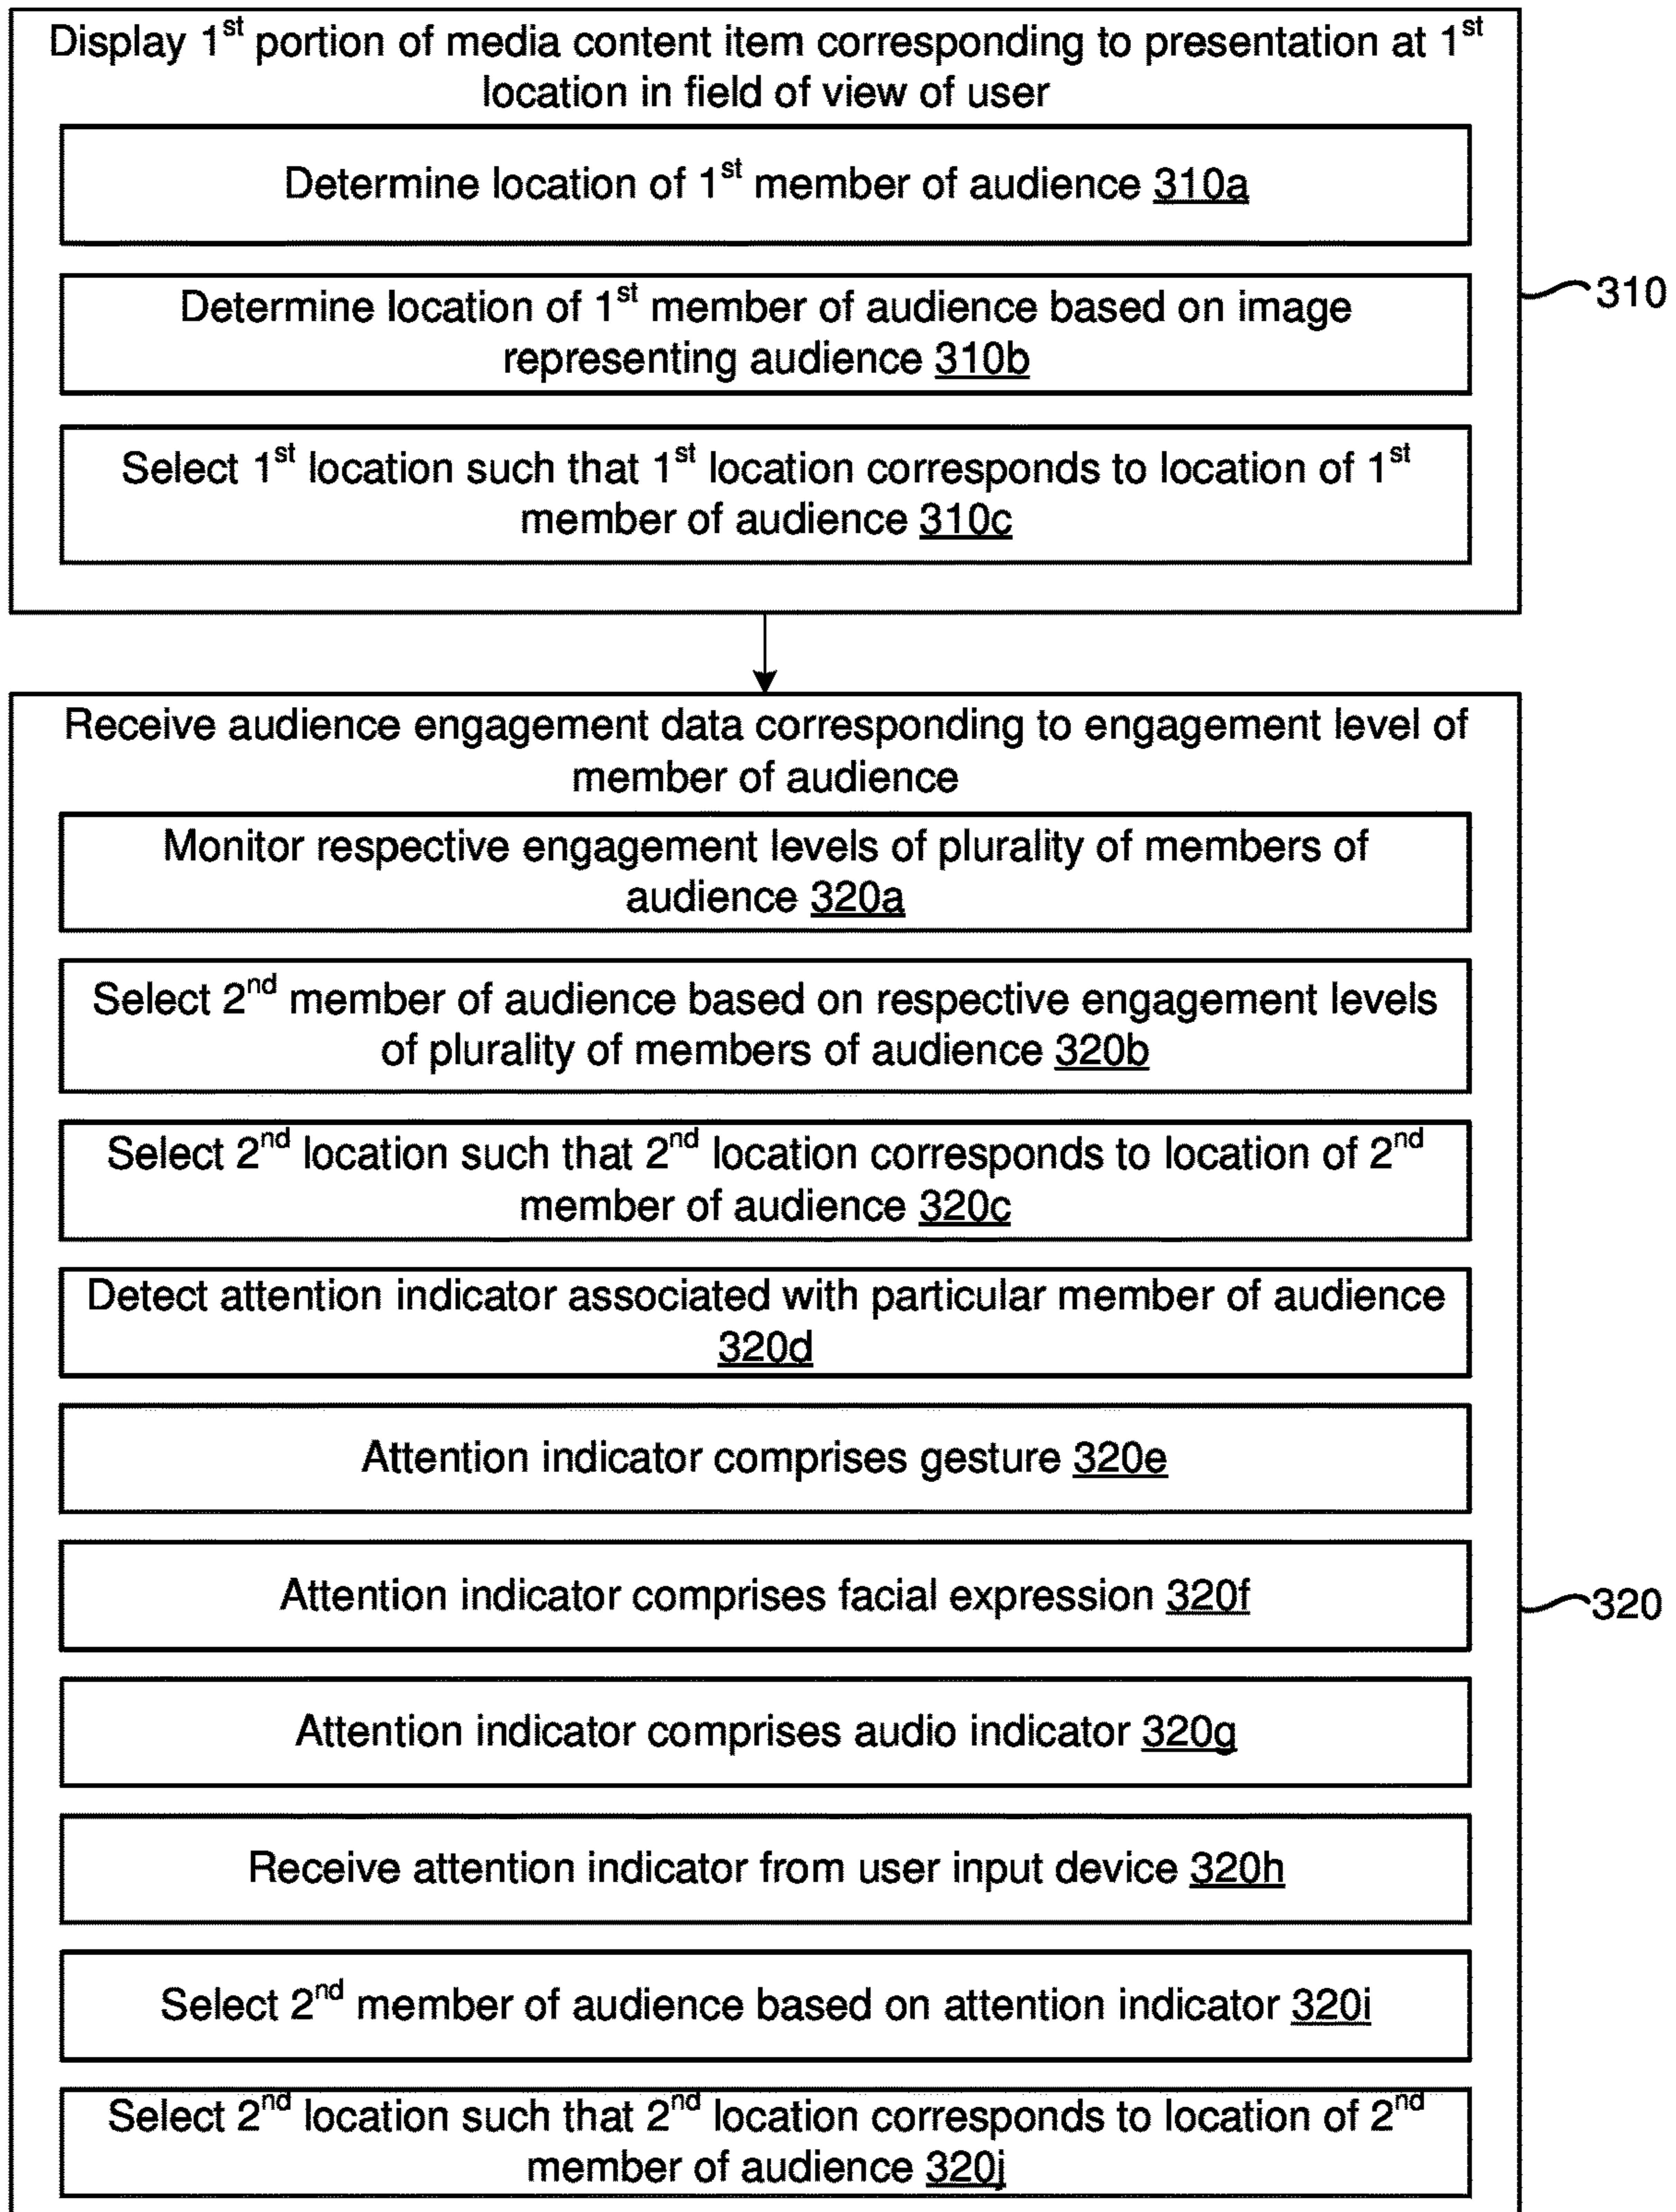 Display 1st portion of media content item corresponding to presentation at 1st
location in field of view of user
Determine location of 1st member of audience 310a
Determine location of 1st member of audience based on image
representing audience 310b
Select 1st location such that 1st location corresponds to location of 1st
member of audience 310c
310
Receive audience engagement data corresponding to engagement level of
member of audience
Monitor respective engagement levels of plurality of members of
audience 320a
Select 2nd member of audience based on respective engagement levels
of plurality of members of audience 320b
Select 2nd location such that 2nd location corresponds to location of 2nd
member of audience 320c
Detect attention indicator associated with particular member of audience
320d
Attention indicator comprises gesture 320e
Attention indicator comprises facial expression 320f
320
Attention indicator comprises audio indicator 320g
Receive attention indicator from user input device 320h
Select 2nd member of audience based on attention indicator 320i
Select 2nd location such that 2nd location corresponds to location of 2nd
member of audience 320j